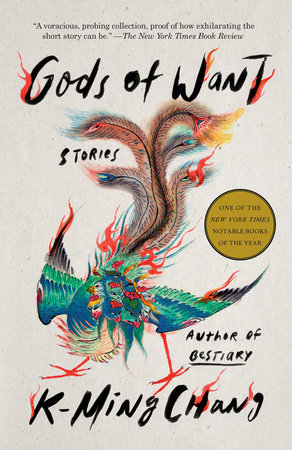 “A voracious, probing collection, proof of how exhilarating the
short story can be.” —The New York Times Book Review
Gods of Want
STORIES
ONE OF THE
NEW YORK TIMES
NOTABLE BOOKS
OF THE YEAR
AUTHOR OF
BESTIARY
K-Ming Chang